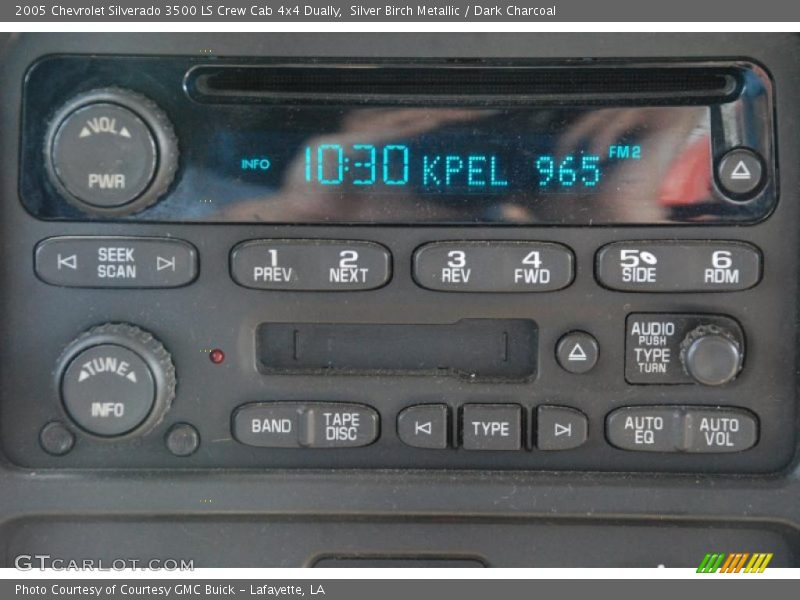 2005 Chevrolet Silverado 3500 LS Crew Cab 4x4 Dually,  Silver Birch Metallic / Dark Charcoal
VOL
PWR
INFO 10:30 KPEL 965 FM2
SEEK
SCAN
1 PREV 2 NEXT
3 REV 4 FWD
5 SIDE 6 RDM
TUNE
INFO
AUDIO
PUSH
TYPE
TURN
BAND
TAPE
DISC
TYPE
AUTO
EQ
AUTO
VOL
GTCarLot.com
Photo Courtesy of Courtesy GMC Buick - Lafayette, LA